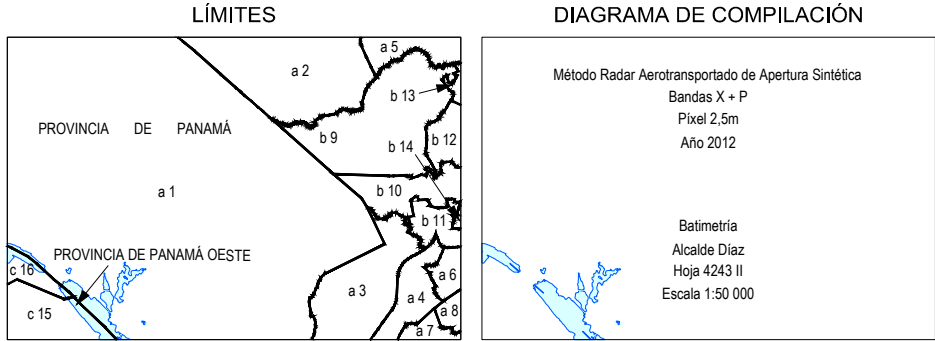 LÍMITES
DIAGRAMA DE COMPILACIÓN
a 5
a 2
b 13
PROVINCIA DE PANAMÁ
b 9
b 12
b 14
a 1
b 10
b 11
PROVINCIA DE PANAMÁ OESTE
c 16
a 6
a 3
a 4
c 15
a 8
a 7
Método Radar Aerotransportado de Apertura Sintética
Bandas X + P
Píxel 2,5m
Año 2012
Batimetría
Alcalde Díaz
Hoja 4243 II
Escala 1:50 000